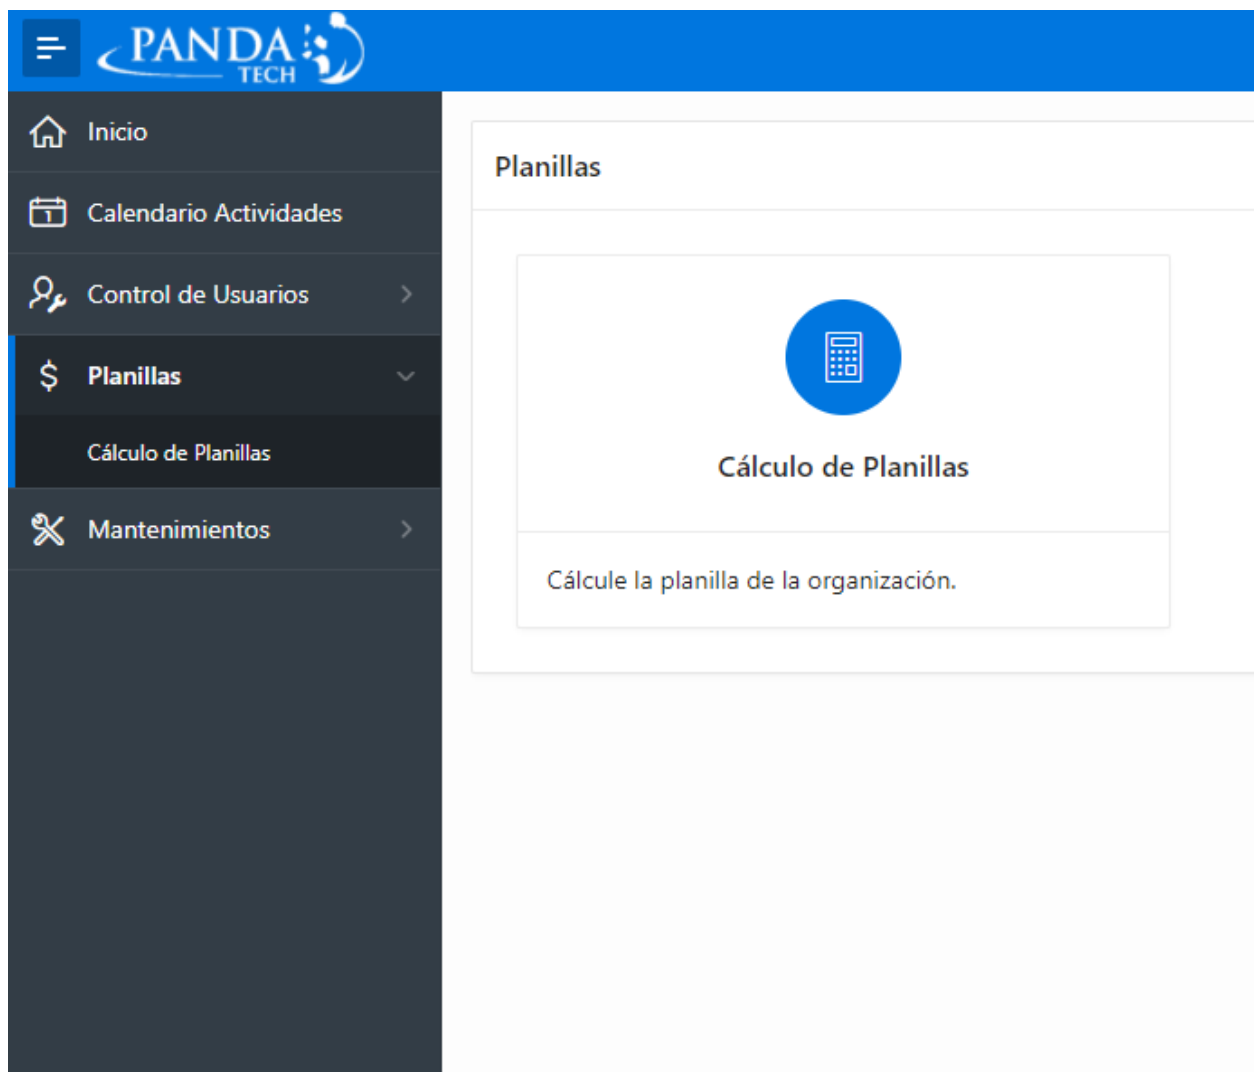 PANDA
TECH
Inicio
Calendario Actividades
Control de Usuarios
Planillas
Cálculo de Planillas
Mantenimientos
Planillas
Cálculo de Planillas
Cálcule la planilla de la organización.